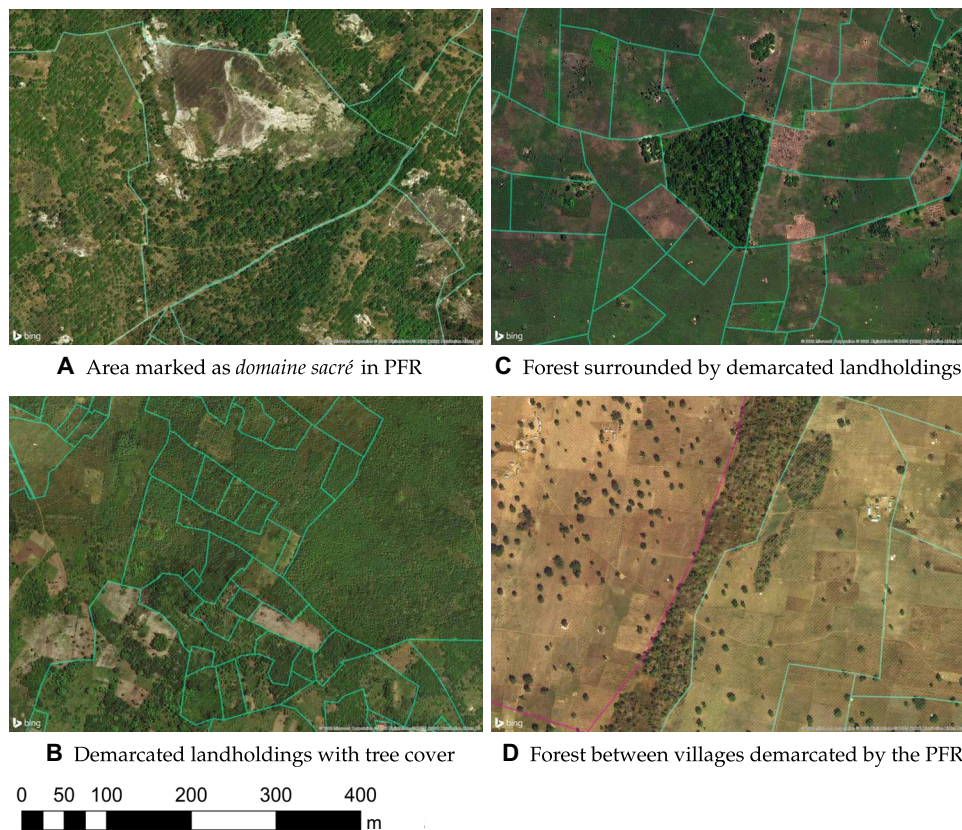 bing
bing
A Area marked as domaine sacré in PFR
C Forest surrounded by demarcated landholdings
bing
bing
B Demarcated landholdings with tree cover
D Forest between villages demarcated by the PFR
0 50 100 200 300 400
m